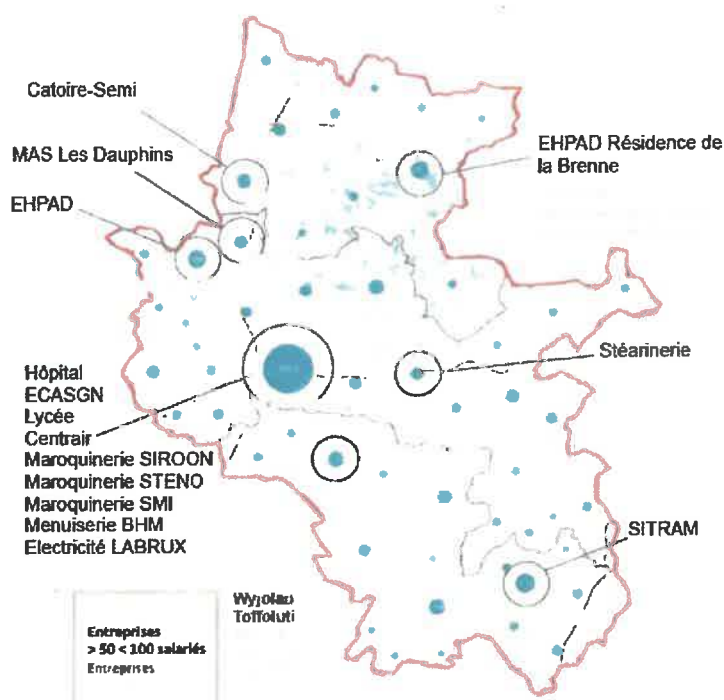 Catoire-Semi
MAS Les Dauphins
EHPAD
EHPAD Résidence de
la Brenne
Stéarinerie
Hôpital
ECASGN
Lycée
Centrair
Maroquinerie SIROON
Maroquinerie STENO
Maroquinerie SMI
Menuiserie BHM
Electricité LABRUX
SITRAM
Toffoluti
Entreprises
> 50 < 100 salariés
Entreprises